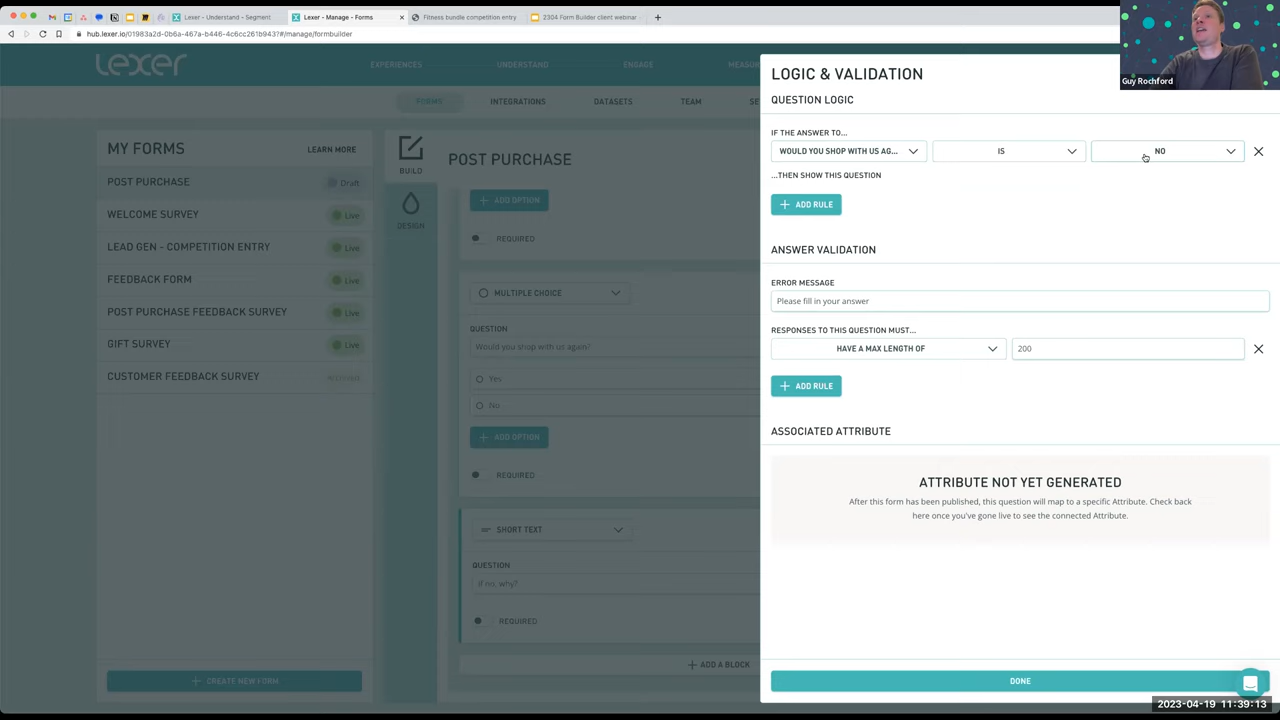 Lexer - Understand - Segment
Lexer - Manage - Forms
Fitness bundle competition entry
2304 Form Builder client webinar
hub.lexer.io/01983a2d-0b6a-467a-b446-4c6cc261b943?#/manage/formbuilder
Guy Rochford
lexer
EXPERIENCES
UNDERSTAND
ENGAGE
MEASU
FORMS
INTEGRATIONS
DATASETS
TEAM
SE
MY FORMS
LEARN MORE
POST PURCHASE
Draft
WELCOME SURVEY
Live
LEAD GEN - COMPETITION ENTRY
Live
FEEDBACK FORM
Live
POST PURCHASE FEEDBACK SURVEY
Live
GIFT SURVEY
Live
CUSTOMER FEEDBACK SURVEY
+ CREATE NEW FORM
BUILD
DESIGN
POST PURCHASE
+ ADD OPTION
REQUIRED
MULTIPLE CHOICE
QUESTION
Would you shop with us again?
Yes
No
+ ADD OPTION
REQUIRED
SHORT TEXT
QUESTION
If no, why?
REQUIRED
+ ADD A BLOCK
LOGIC & VALIDATION
QUESTION LOGIC
IF THE ANSWER TO...
WOULD YOU SHOP WITH US AG...
IS
NO
...THEN SHOW THIS QUESTION
+ ADD RULE
ANSWER VALIDATION
ERROR MESSAGE
Please fill in your answer
RESPONSES TO THIS QUESTION MUST...
HAVE A MAX LENGTH OF
200
+ ADD RULE
ASSOCIATED ATTRIBUTE
ATTRIBUTE NOT YET GENERATED
After this form has been published, this question will map to a specific Attribute. Check back
here once you've gone live to see the connected Attribute.
DONE
2023-04-19 11:39:13